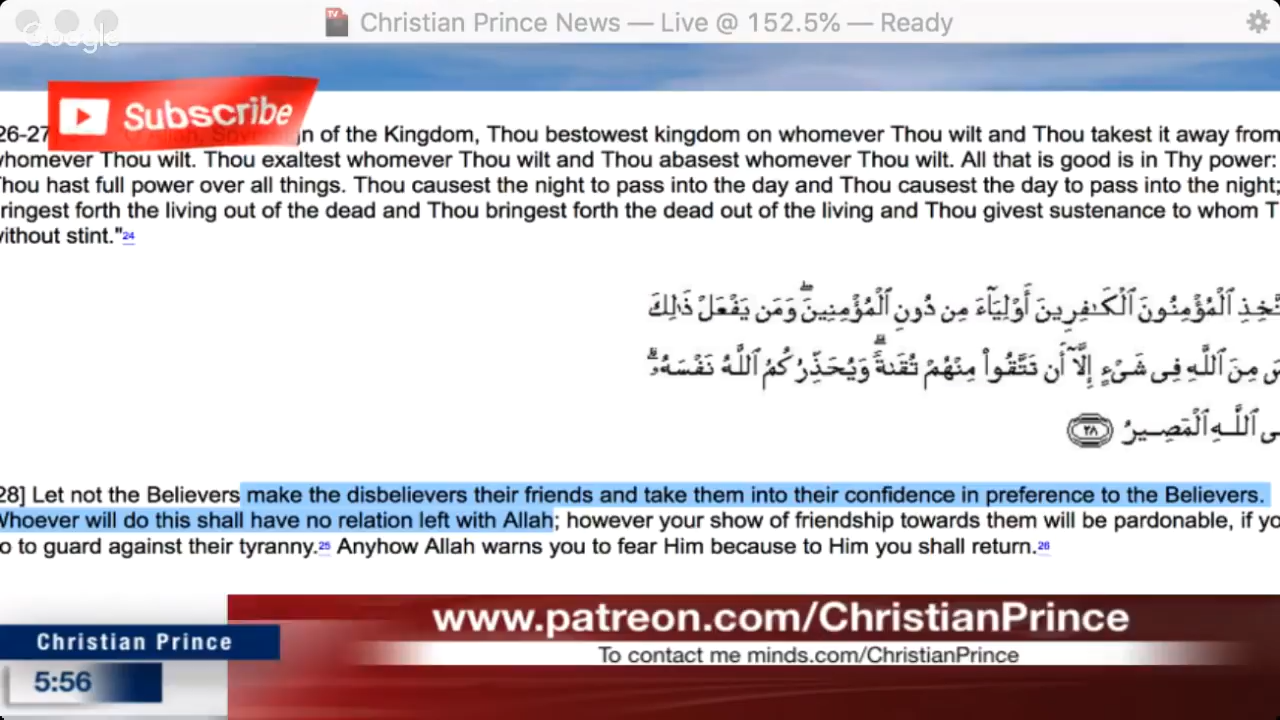 Christian Prince News — Live @ 152.5% — Ready
Google
Subscribe
26-27
n of the Kingdom, Thou bestowest kingdom on whomever Thou wilt and Thou takest it away from
whomever Thou wilt. Thou exaltest whomever Thou wilt and Thou abasest whomever Thou wilt. All that is good is in Thy power:
Thou hast full power over all things. Thou causest the night to pass into the day and Thou causest the day to pass into the night;
ringest forth the living out of the dead and Thou bringest forth the dead out of the living and Thou givest sustenance to whom T
without stint."24
تَّخِذِ ٱلْمُؤْمِنُونَ ٱلْكَـٰفِرِينَ أَوْلِيَآءَ مِن دُونِ ٱلْمُؤْمِنِينَ ۖ وَمَن يَفْعَلْ ذَٰلِكَ
سَ مِنَ ٱللَّهِ فِى شَىْءٍ إِلَّآ أَن تَتَّقُوا۟ مِنْهُمْ تُقَىٰةً ۗ وَيُحَذِّرُكُمُ ٱللَّهُ نَفْسَهُۥ ۗ
ى ٱللَّـهِ ٱلْمَصِـيرُ ٢٨
28] Let not the Believers make the disbelievers their friends and take them into their confidence in preference to the Believers.
Whoever will do this shall have no relation left with Allah; however your show of friendship towards them will be pardonable, if yo
o to guard against their tyranny.25 Anyhow Allah warns you to fear Him because to Him you shall return.26
www.patreon.com/ChristianPrince
To contact me minds.com/ChristianPrince
Christian Prince
5:56